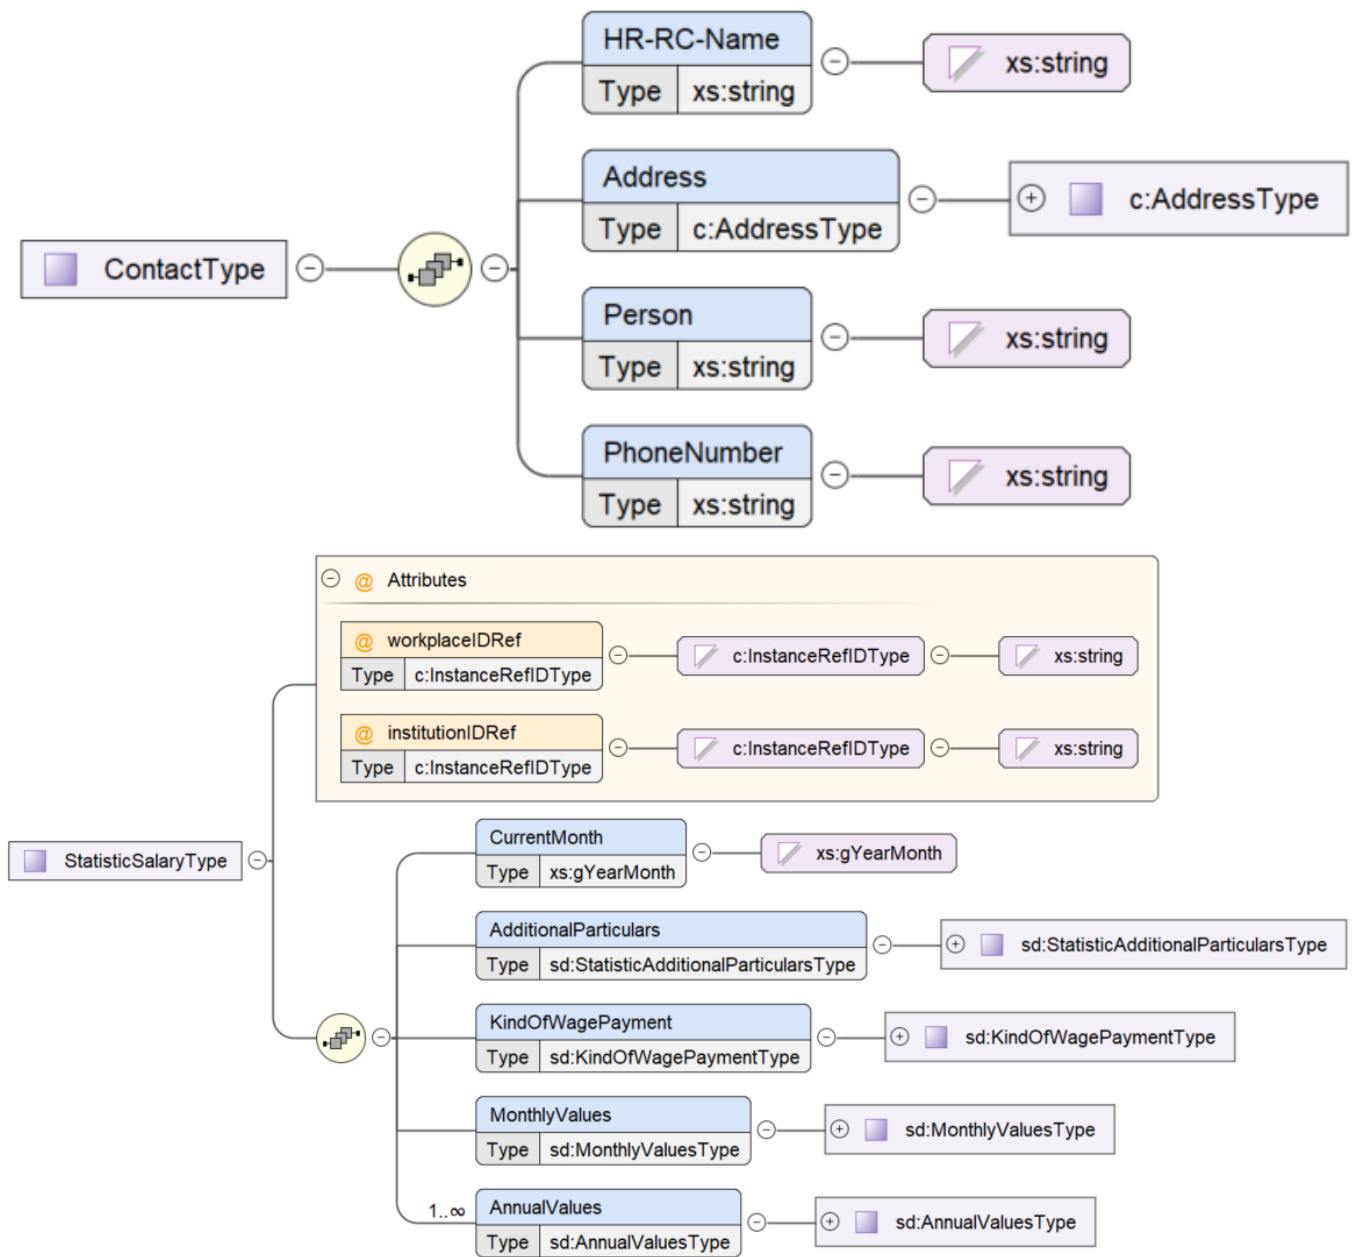 HR-RC-Name
Type xs:string
xs:string
Address
Type c:AddressType
c:AddressType
ContactType
Person
Type xs:string
xs:string
PhoneNumber
Type xs:string
xs:string
@ Attributes
@ workplaceIDRef
Type c:InstanceRefIDType
c:InstanceRefIDType
xs:string
@ institutionIDRef
Type c:InstanceRefIDType
c:InstanceRefIDType
xs:string
StatisticSalaryType
CurrentMonth
Type xs:gYearMonth
xs:gYearMonth
AdditionalParticulars
Type sd:StatisticAdditionalParticularsType
sd:StatisticAdditionalParticularsType
KindOfWagePayment
Type sd:KindOfWagePaymentType
sd:KindOfWagePaymentType
MonthlyValues
Type sd:MonthlyValuesType
sd:MonthlyValuesType
1..∞
AnnualValues
Type sd:AnnualValuesType
sd:AnnualValuesType